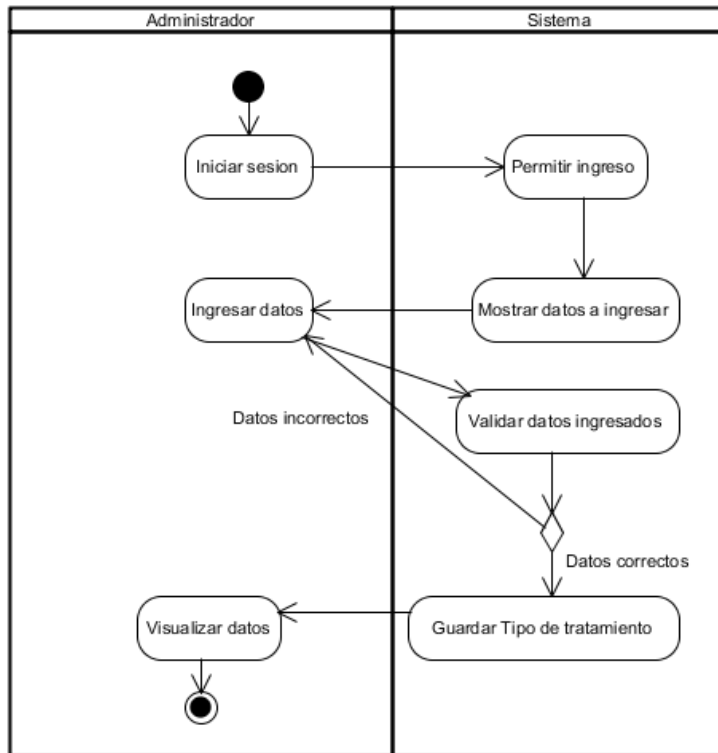 Administrador
Sistema
Iniciar sesion
Permitir ingreso
Ingresar datos
Mostrar datos a ingresar
Datos incorrectos
Validar datos ingresados
Datos correctos
Visualizar datos
Guardar Tipo de tratamiento